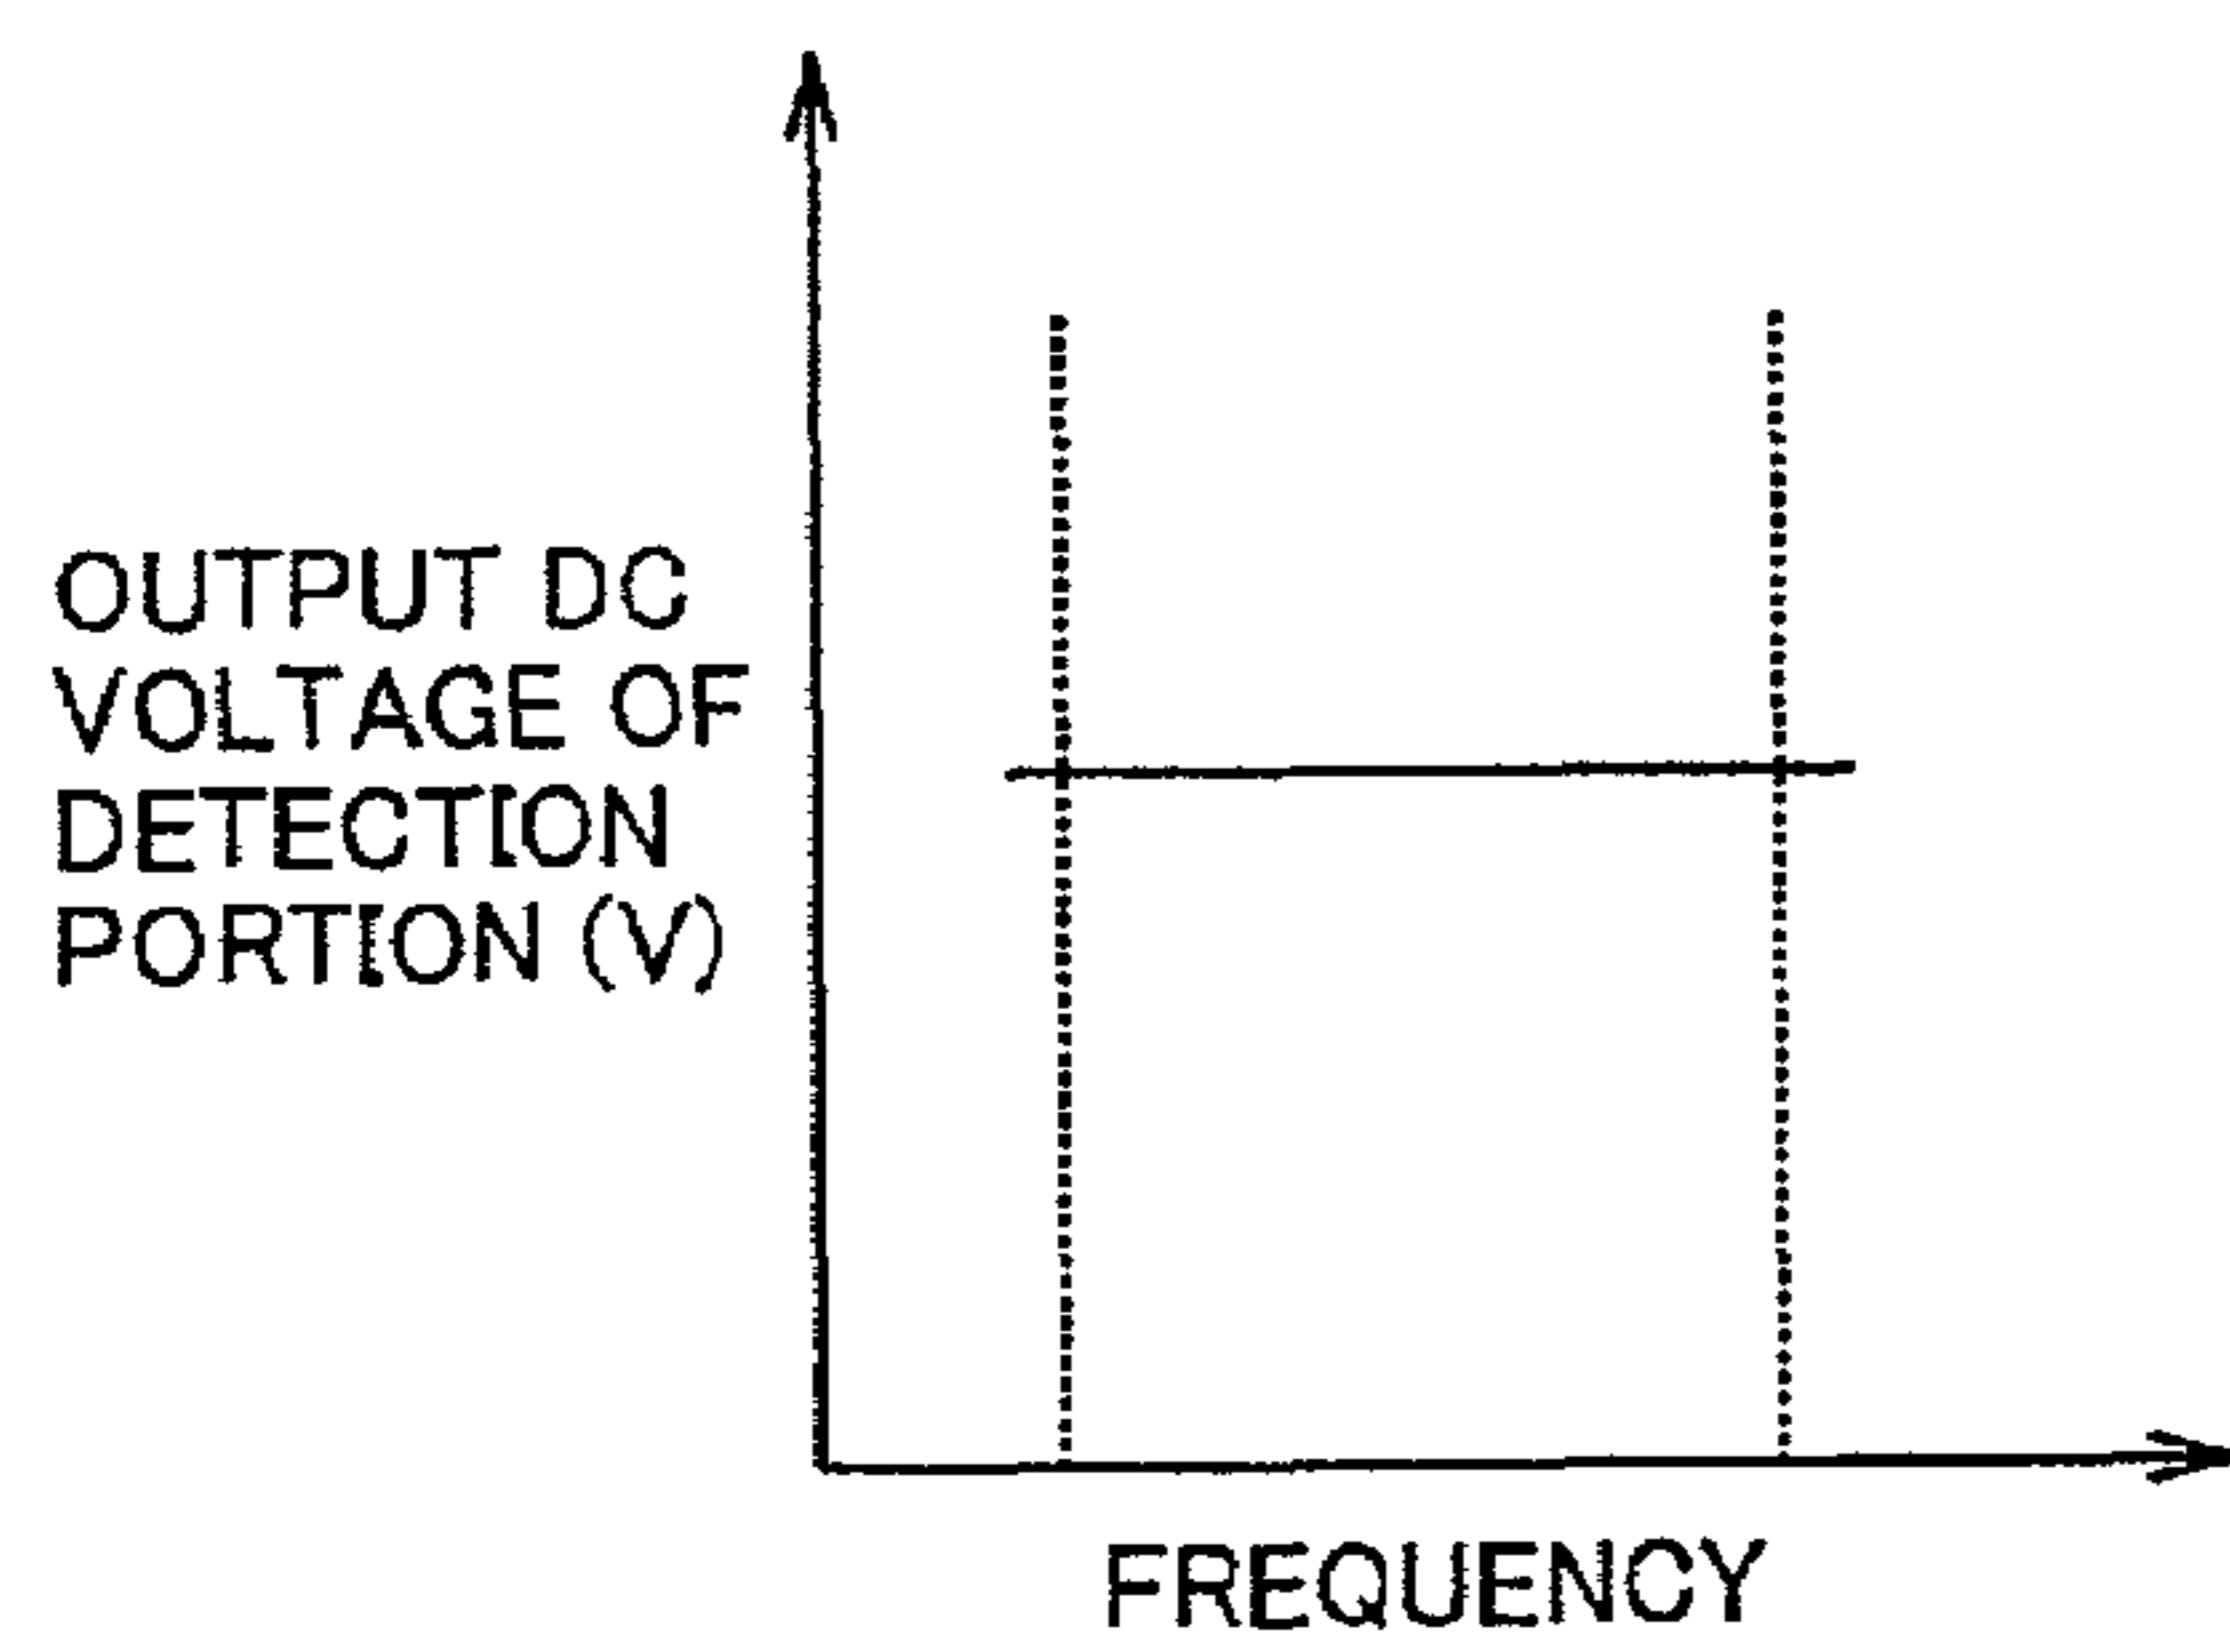 OUTPUT DC
VOLTAGE OF
DETECTION
PORTION (V)
FREQUENCY